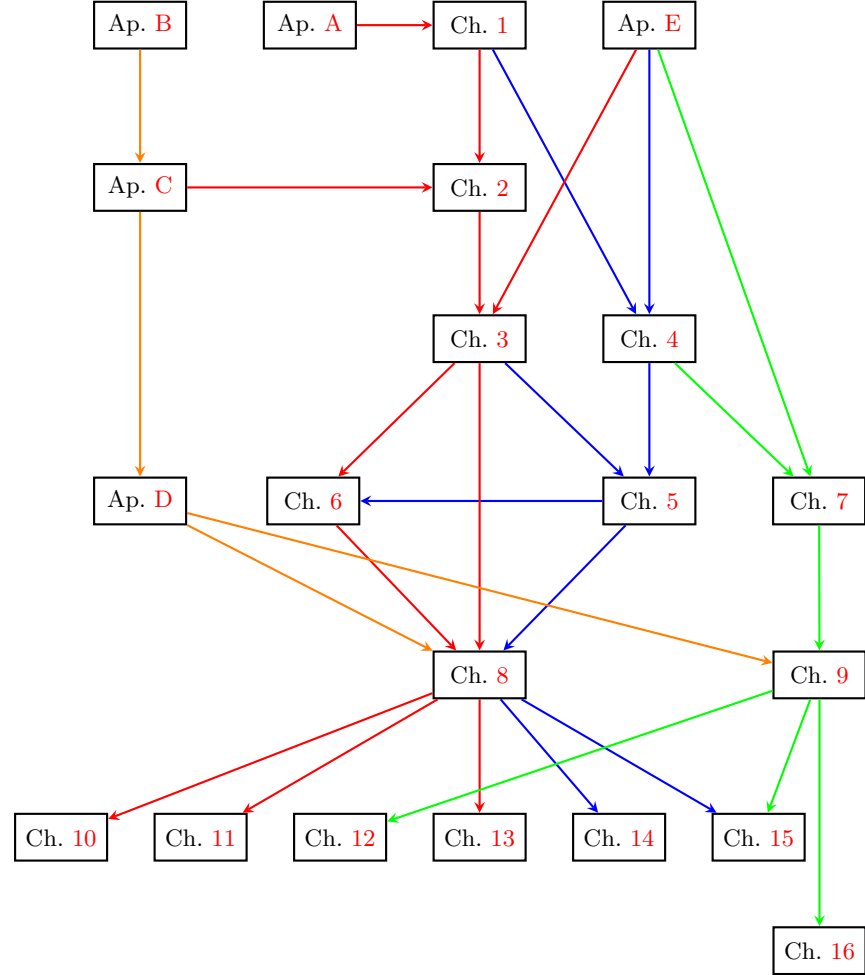 Ap. B
Ap. A
Ch. 1
Ap. E
Ap. C
Ch. 2
Ch. 3
Ch. 4
Ap. D
Ch. 6
Ch. 5
Ch. 7
Ch. 8
Ch. 9
Ch. 10
Ch. 11
Ch. 12
Ch. 13
Ch. 14
Ch. 15
Ch. 16